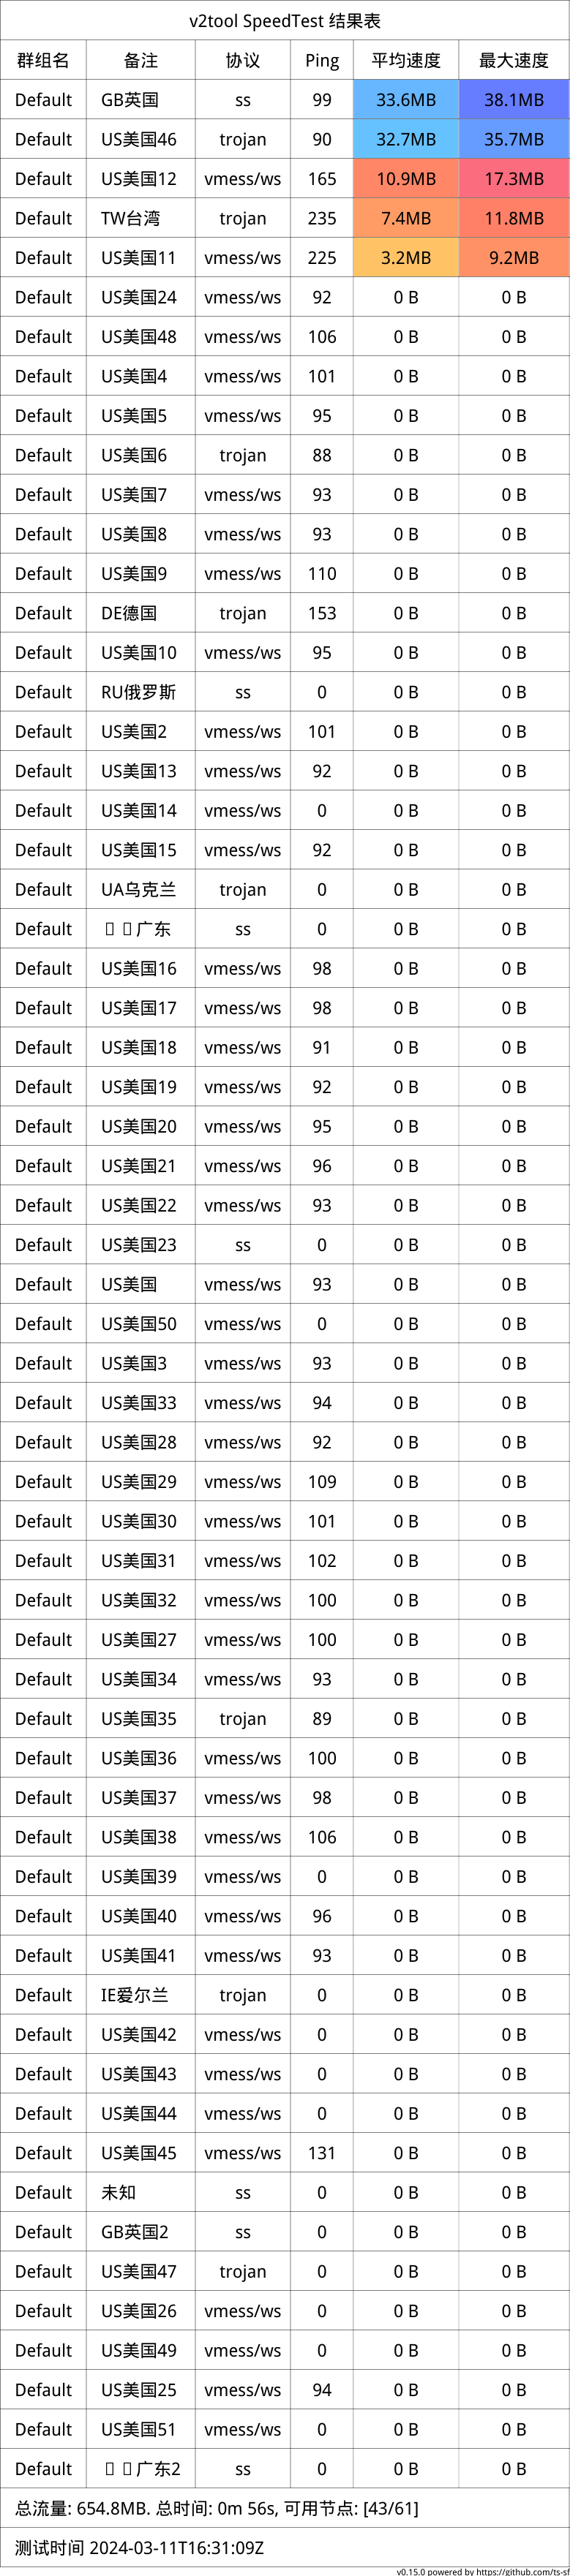 v2tool SpeedTest 结果表
群组名 备注 协议 Ping 平均速度 最大速度
Default GB英国 ss 99 33.6MB 38.1MB
Default US美国46 trojan 90 32.7MB 35.7MB
Default US美国12 vmess/ws 165 10.9MB 17.3MB
Default TW台湾 trojan 235 7.4MB 11.8MB
Default US美国11 vmess/ws 225 3.2MB 9.2MB
Default US美国24 vmess/ws 92 0 B 0 B
Default US美国48 vmess/ws 106 0 B 0 B
Default US美国4 vmess/ws 101 0 B 0 B
Default US美国5 vmess/ws 95 0 B 0 B
Default US美国6 trojan 88 0 B 0 B
Default US美国7 vmess/ws 93 0 B 0 B
Default US美国8 vmess/ws 93 0 B 0 B
Default US美国9 vmess/ws 110 0 B 0 B
Default DE德国 trojan 153 0 B 0 B
Default US美国10 vmess/ws 95 0 B 0 B
Default RU俄罗斯 ss 0 0 B 0 B
Default US美国2 vmess/ws 101 0 B 0 B
Default US美国13 vmess/ws 92 0 B 0 B
Default US美国14 vmess/ws 0 0 B 0 B
Default US美国15 vmess/ws 92 0 B 0 B
Default UA乌克兰 trojan 0 0 B 0 B
Default 广东 ss 0 0 B 0 B
Default US美国16 vmess/ws 98 0 B 0 B
Default US美国17 vmess/ws 98 0 B 0 B
Default US美国18 vmess/ws 91 0 B 0 B
Default US美国19 vmess/ws 92 0 B 0 B
Default US美国20 vmess/ws 95 0 B 0 B
Default US美国21 vmess/ws 96 0 B 0 B
Default US美国22 vmess/ws 93 0 B 0 B
Default US美国23 ss 0 0 B 0 B
Default US美国 vmess/ws 93 0 B 0 B
Default US美国50 vmess/ws 0 0 B 0 B
Default US美国3 vmess/ws 93 0 B 0 B
Default US美国33 vmess/ws 94 0 B 0 B
Default US美国28 vmess/ws 92 0 B 0 B
Default US美国29 vmess/ws 109 0 B 0 B
Default US美国30 vmess/ws 101 0 B 0 B
Default US美国31 vmess/ws 102 0 B 0 B
Default US美国32 vmess/ws 100 0 B 0 B
Default US美国27 vmess/ws 100 0 B 0 B
Default US美国34 vmess/ws 93 0 B 0 B
Default US美国35 trojan 89 0 B 0 B
Default US美国36 vmess/ws 100 0 B 0 B
Default US美国37 vmess/ws 98 0 B 0 B
Default US美国38 vmess/ws 106 0 B 0 B
Default US美国39 vmess/ws 0 0 B 0 B
Default US美国40 vmess/ws 96 0 B 0 B
Default US美国41 vmess/ws 93 0 B 0 B
Default IE爱尔兰 trojan 0 0 B 0 B
Default US美国42 vmess/ws 0 0 B 0 B
Default US美国43 vmess/ws 0 0 B 0 B
Default US美国44 vmess/ws 0 0 B 0 B
Default US美国45 vmess/ws 131 0 B 0 B
Default 未知 ss 0 0 B 0 B
Default GB英国2 ss 0 0 B 0 B
Default US美国47 trojan 0 0 B 0 B
Default US美国26 vmess/ws 0 0 B 0 B
Default US美国49 vmess/ws 0 0 B 0 B
Default US美国25 vmess/ws 94 0 B 0 B
Default US美国51 vmess/ws 0 0 B 0 B
Default 广东2 ss 0 0 B 0 B
总流量: 654.8MB. 总时间: 0m 56s, 可用节点: [43/61]
测试时间 2024-03-11T16:31:09Z
v0.15.0 powered by https://github.com/ts-sf